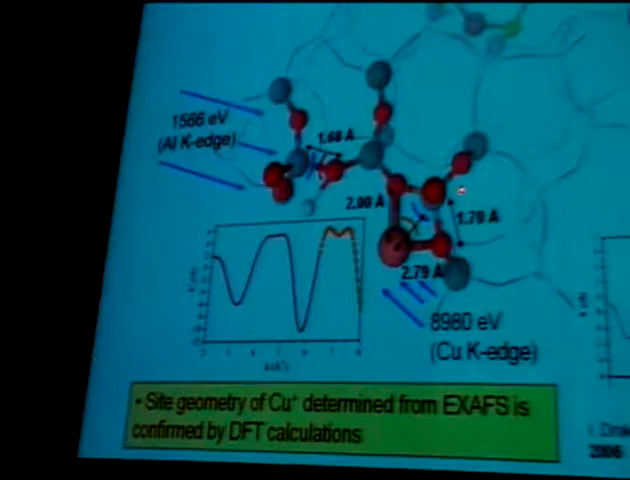 1566 eV
(Al K-edge)
1.68 A
2.00 A
1.70 A
2.79 A
8980 eV
(Cu K-edge)
• Site geometry of Cu⁺ determined from EXAFS is
confirmed by DFT calculations
2006